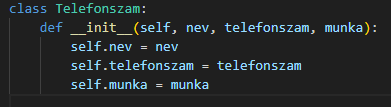 class Telefonszam:
    def __init__(self, nev, telefonszam, munka):
        self.nev = nev
        self.telefonszam = telefonszam
        self.munka = munka